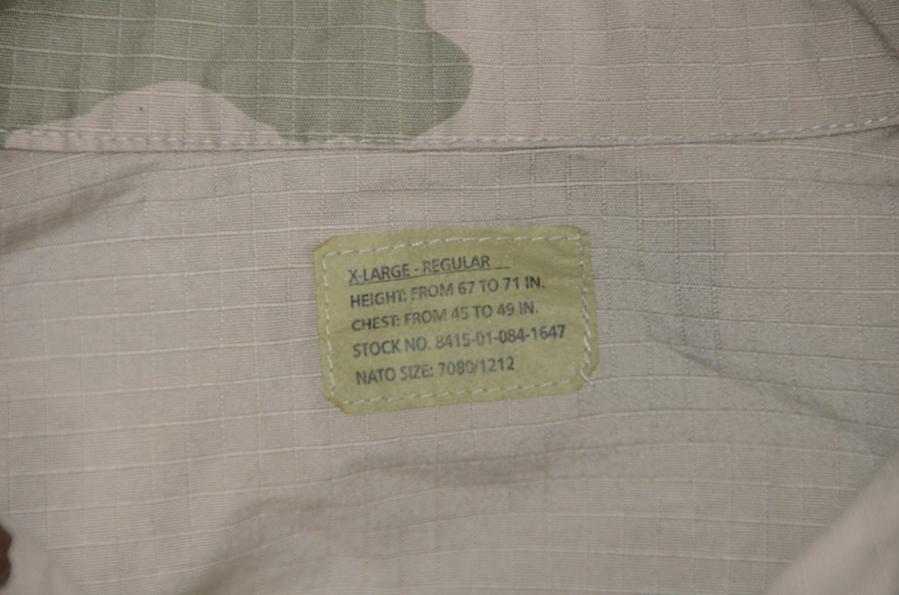 X-LARGE - REGULAR
HEIGHT: FROM 67 TO 71 IN.
CHEST: FROM 45 TO 49 IN.
STOCK NO. 8415-01-084-1647
NATO SIZE: 7080/1212